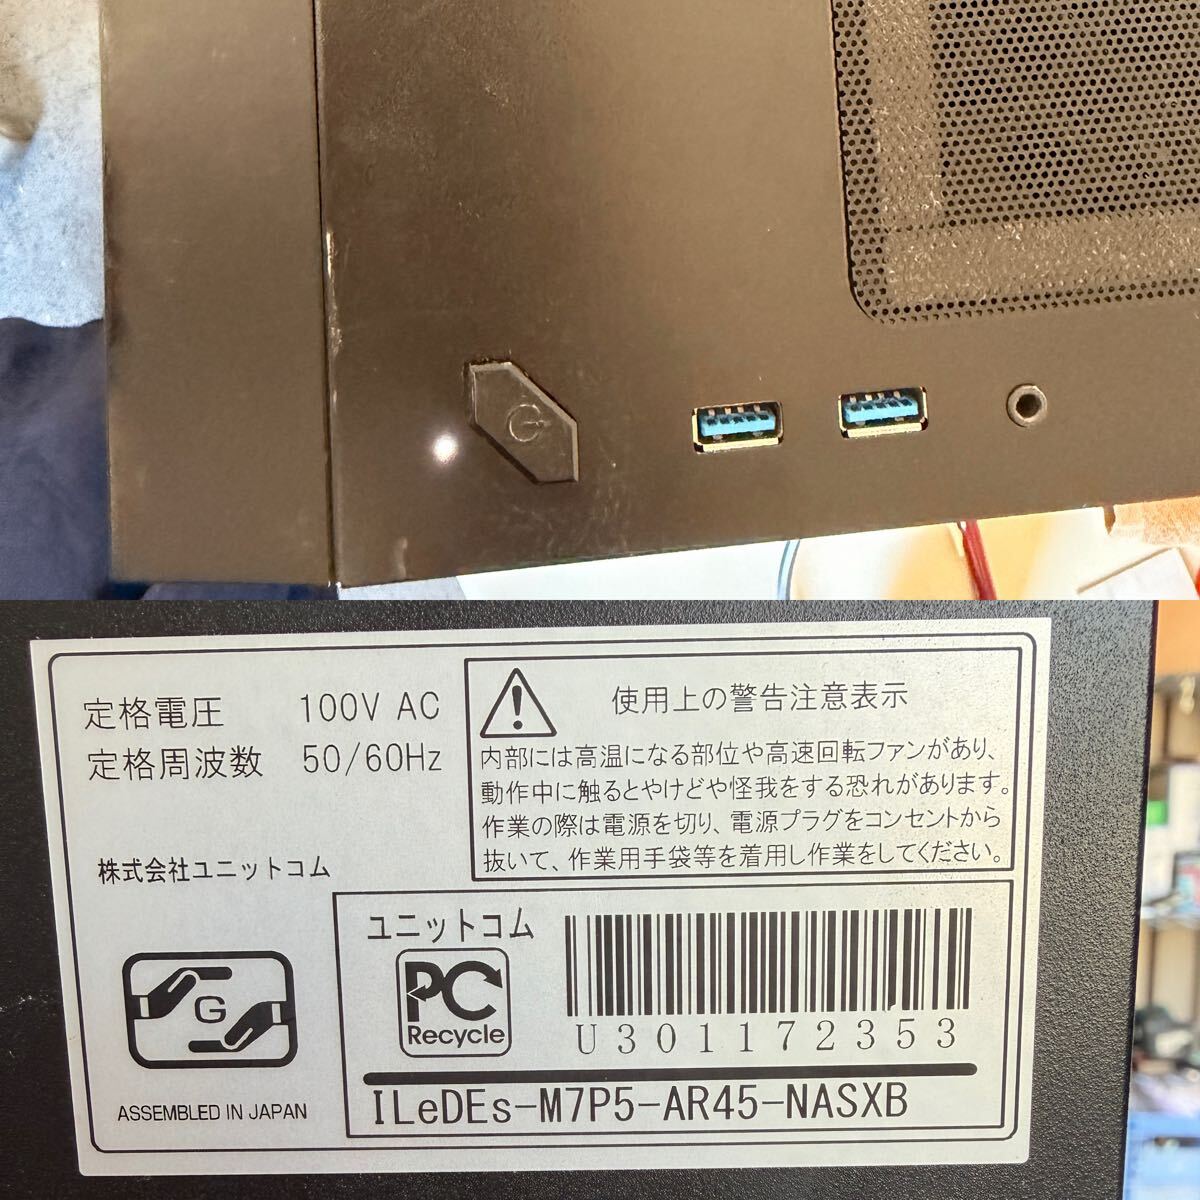 定格電圧 100V AC
定格周波数 50/60Hz
株式会社ユニットコム
使用上の警告注意表示
内部には高温になる部位や高速回転ファンがあり、
動作中に触るとやけどや怪我をする恐れがあります。
作業の際は電源を切り、電源プラグをコンセントから
抜いて、作業用手袋等を着用し作業をしてください。
G
ASSEMBLED IN JAPAN
ユニットコム
PC
Recycle
U301172353
ILeDEs-M7P5-AR45-NASXB